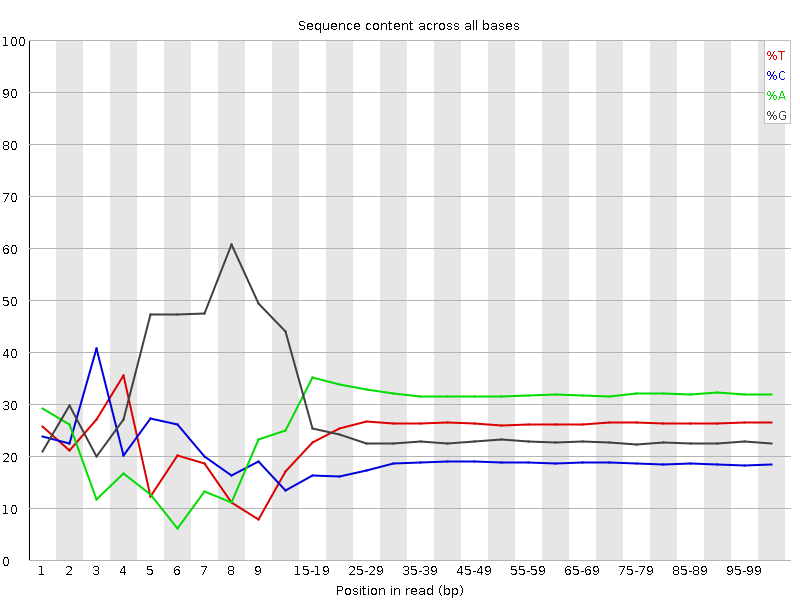 Sequence content across all bases
100
90
80
70
60
50
40
30
20
10
0
%T
%C
%A
%G
1 2 3 4 5 6 7 8 9 15-19 25-29 35-39 45-49 55-59 65-69 75-79 85-89 95-99
Position in read (bp)